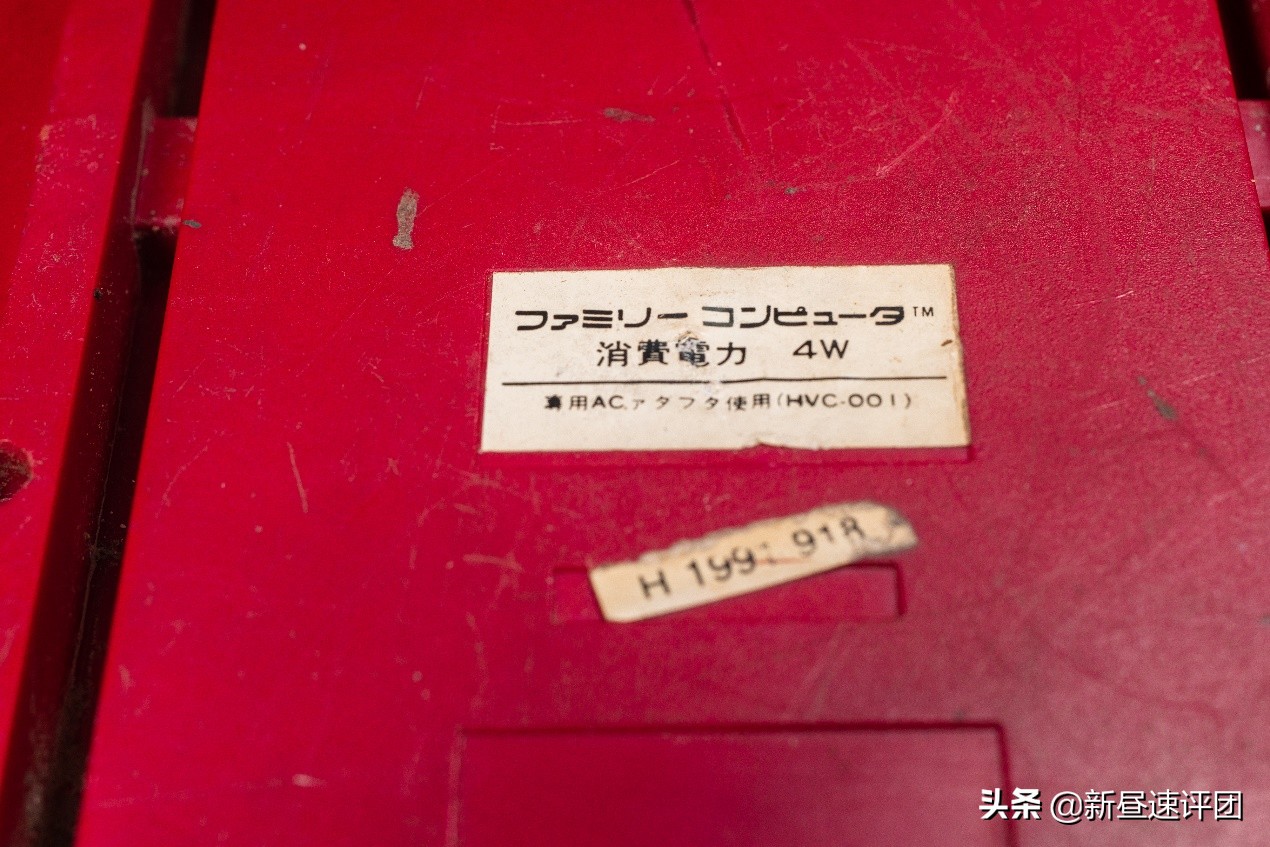 ファミリー コンピュータ™
消費電力 4W
専用ACアダプタ使用(HVC-001)
H 1991 918
头条 @新昼速评团